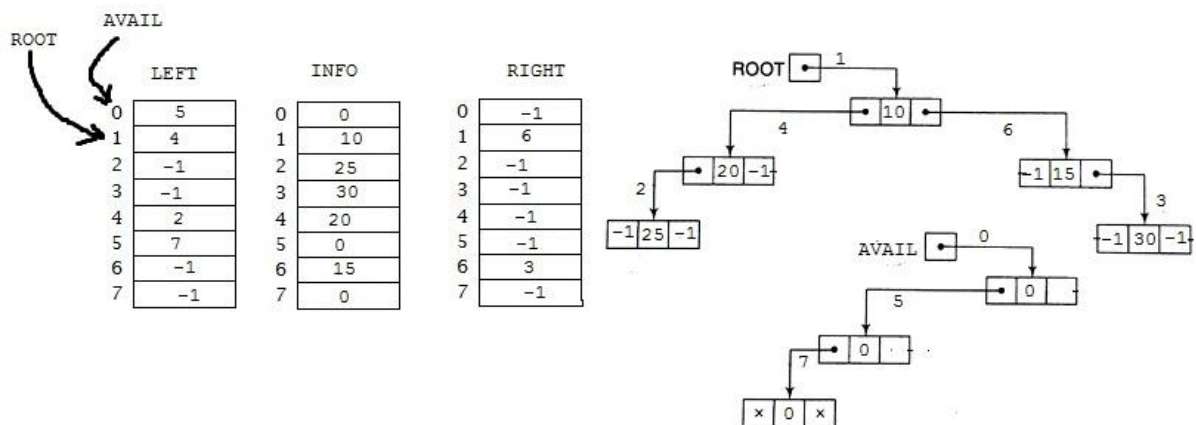 AVAIL
ROOT
LEFT INFO RIGHT
0 5 0 0 0 -1
1 4 1 10 1 6
2 -1 2 25 2 -1
3 -1 3 30 3 -1
4 2 4 20 4 -1
5 7 5 0 5 -1
6 -1 6 15 6 3
7 -1 7 0 7 -1
ROOT 1
10
4 6
20 -1 -1 15
2 3
-1 25 -1 -1 30 -1
AVAIL 0
0
5
0
7
× 0 ×